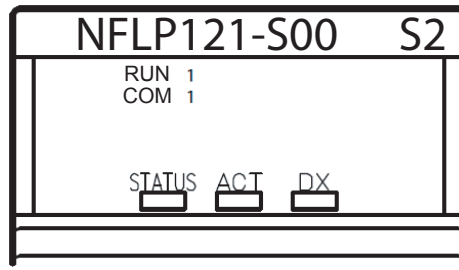 NFLP121-S00 S2
RUN 1
COM 1
STATUS ACT DX